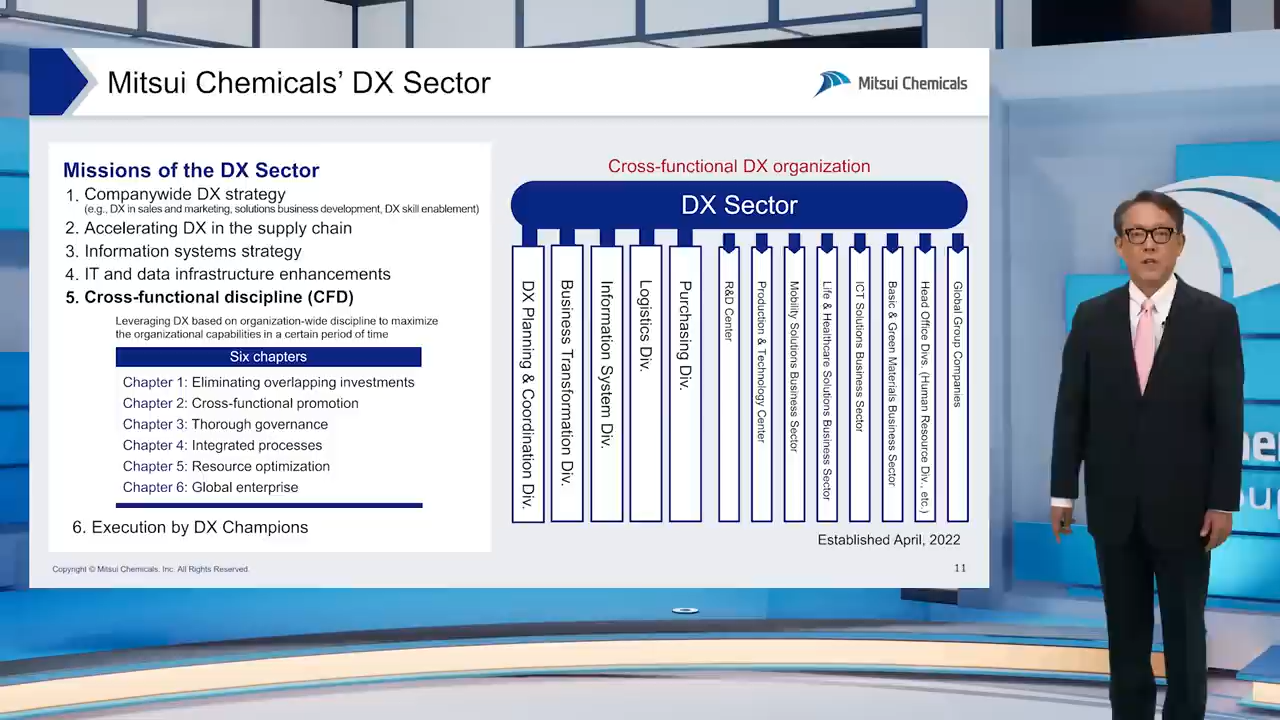 Mitsui Chemicals’ DX Sector
Mitsui Chemicals
Missions of the DX Sector
1. Companywide DX strategy
(e.g., DX in sales and marketing, solutions business development, DX skill enablement)
2. Accelerating DX in the supply chain
3. Information systems strategy
4. IT and data infrastructure enhancements
5. Cross-functional discipline (CFD)
Leveraging DX based on organization-wide discipline to maximize
the organizational capabilities in a certain period of time
Six chapters
Chapter 1: Eliminating overlapping investments
Chapter 2: Cross-functional promotion
Chapter 3: Thorough governance
Chapter 4: Integrated processes
Chapter 5: Resource optimization
Chapter 6: Global enterprise
6. Execution by DX Champions
Cross-functional DX organization
DX Sector
DX Planning & Coordination Div.
Business Transformation Div.
Information System Div.
Logistics Div.
Purchasing Div.
R&D Center
Production & Technology Center
Mobility Solutions Business Sector
Life & Healthcare Solutions Business Sector
ICT Solutions Business Sector
Basic & Green Materials Business Sector
Head Office Divs. (Human Resource Div., etc.)
Global Group Companies
Established April, 2022
Copyright © Mitsui Chemicals. Inc. All Rights Reserved.
11